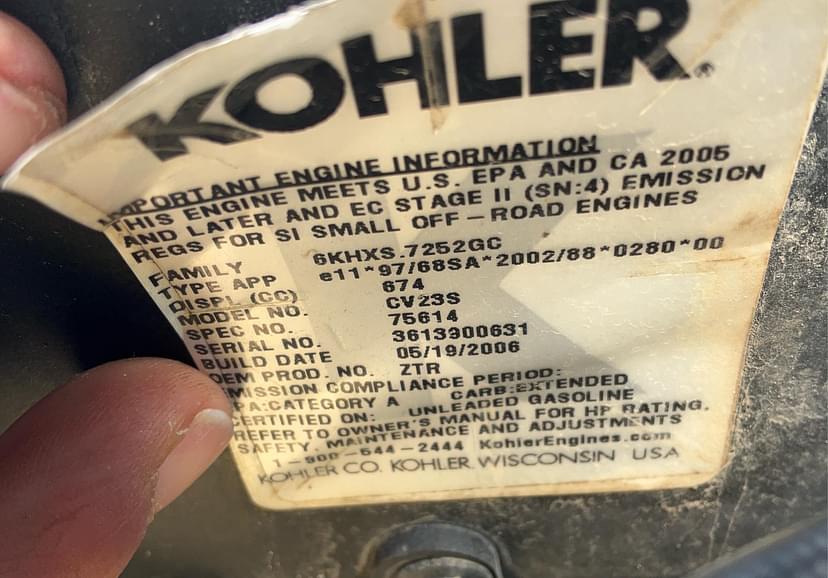 KOHLER®
IMPORTANT ENGINE INFORMATION
THIS ENGINE MEETS U.S. EPA AND CA 2005
AND LATER AND EC STAGE II (SN:4) EMISSION
REGS FOR SI SMALL OFF-ROAD ENGINES
FAMILY 6KHXS.7252GC
TYPE APP e11*97/68SA*2002/88*0280*00
DISPL.(CC) 674
MODEL NO. CV23S
SPEC NO. 75614
SERIAL NO. 3613900631
BUILD DATE 05/19/2006
OEM PROD. NO. ZTR
EMISSION COMPLIANCE PERIOD:
EPA:CATEGORY A CARB:EXTENDED
CERTIFIED ON: UNLEADED GASOLINE
REFER TO OWNER'S MANUAL FOR HP RATING,
SAFETY, MAINTENANCE AND ADJUSTMENTS
1-800-544-2444 KohlerEngines.com
KOHLER CO. KOHLER, WISCONSIN USA